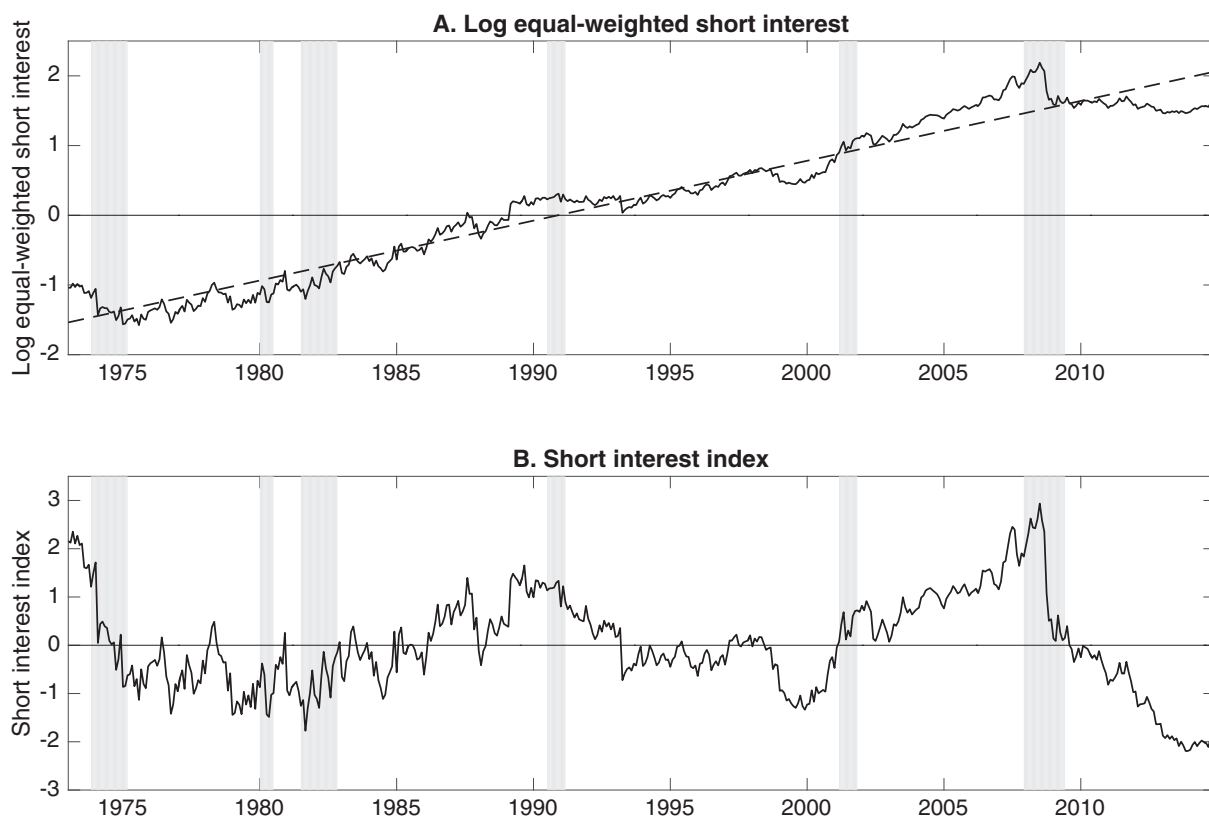 A. Log equal-weighted short interest
Log equal-weighted short interest
2
1
0
-1
-2
1975 1980 1985 1990 1995 2000 2005 2010
B. Short interest index
Short interest index
3
2
1
0
-1
-2
-3
1975 1980 1985 1990 1995 2000 2005 2010